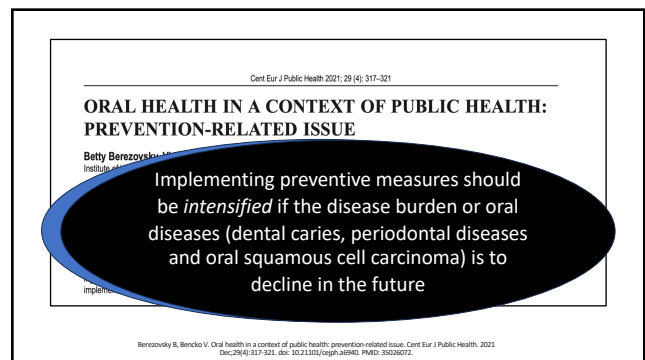 Cent Eur J Public Health 2021; 29 (4): 317–321
ORAL HEALTH IN A CONTEXT OF PUBLIC HEALTH:
PREVENTION-RELATED ISSUE
Betty Berezovsky
Institute of
Implementing preventive measures should
be intensified if the disease burden or oral
diseases (dental caries, periodontal diseases
and oral squamous cell carcinoma) is to
decline in the future
Berezovsky B, Bencko V. Oral health in a context of public health: prevention-related issue. Cent Eur J Public Health. 2021
Dec;29(4):317-321. doi: 10.21101/cejph.a6940. PMID: 35026072.